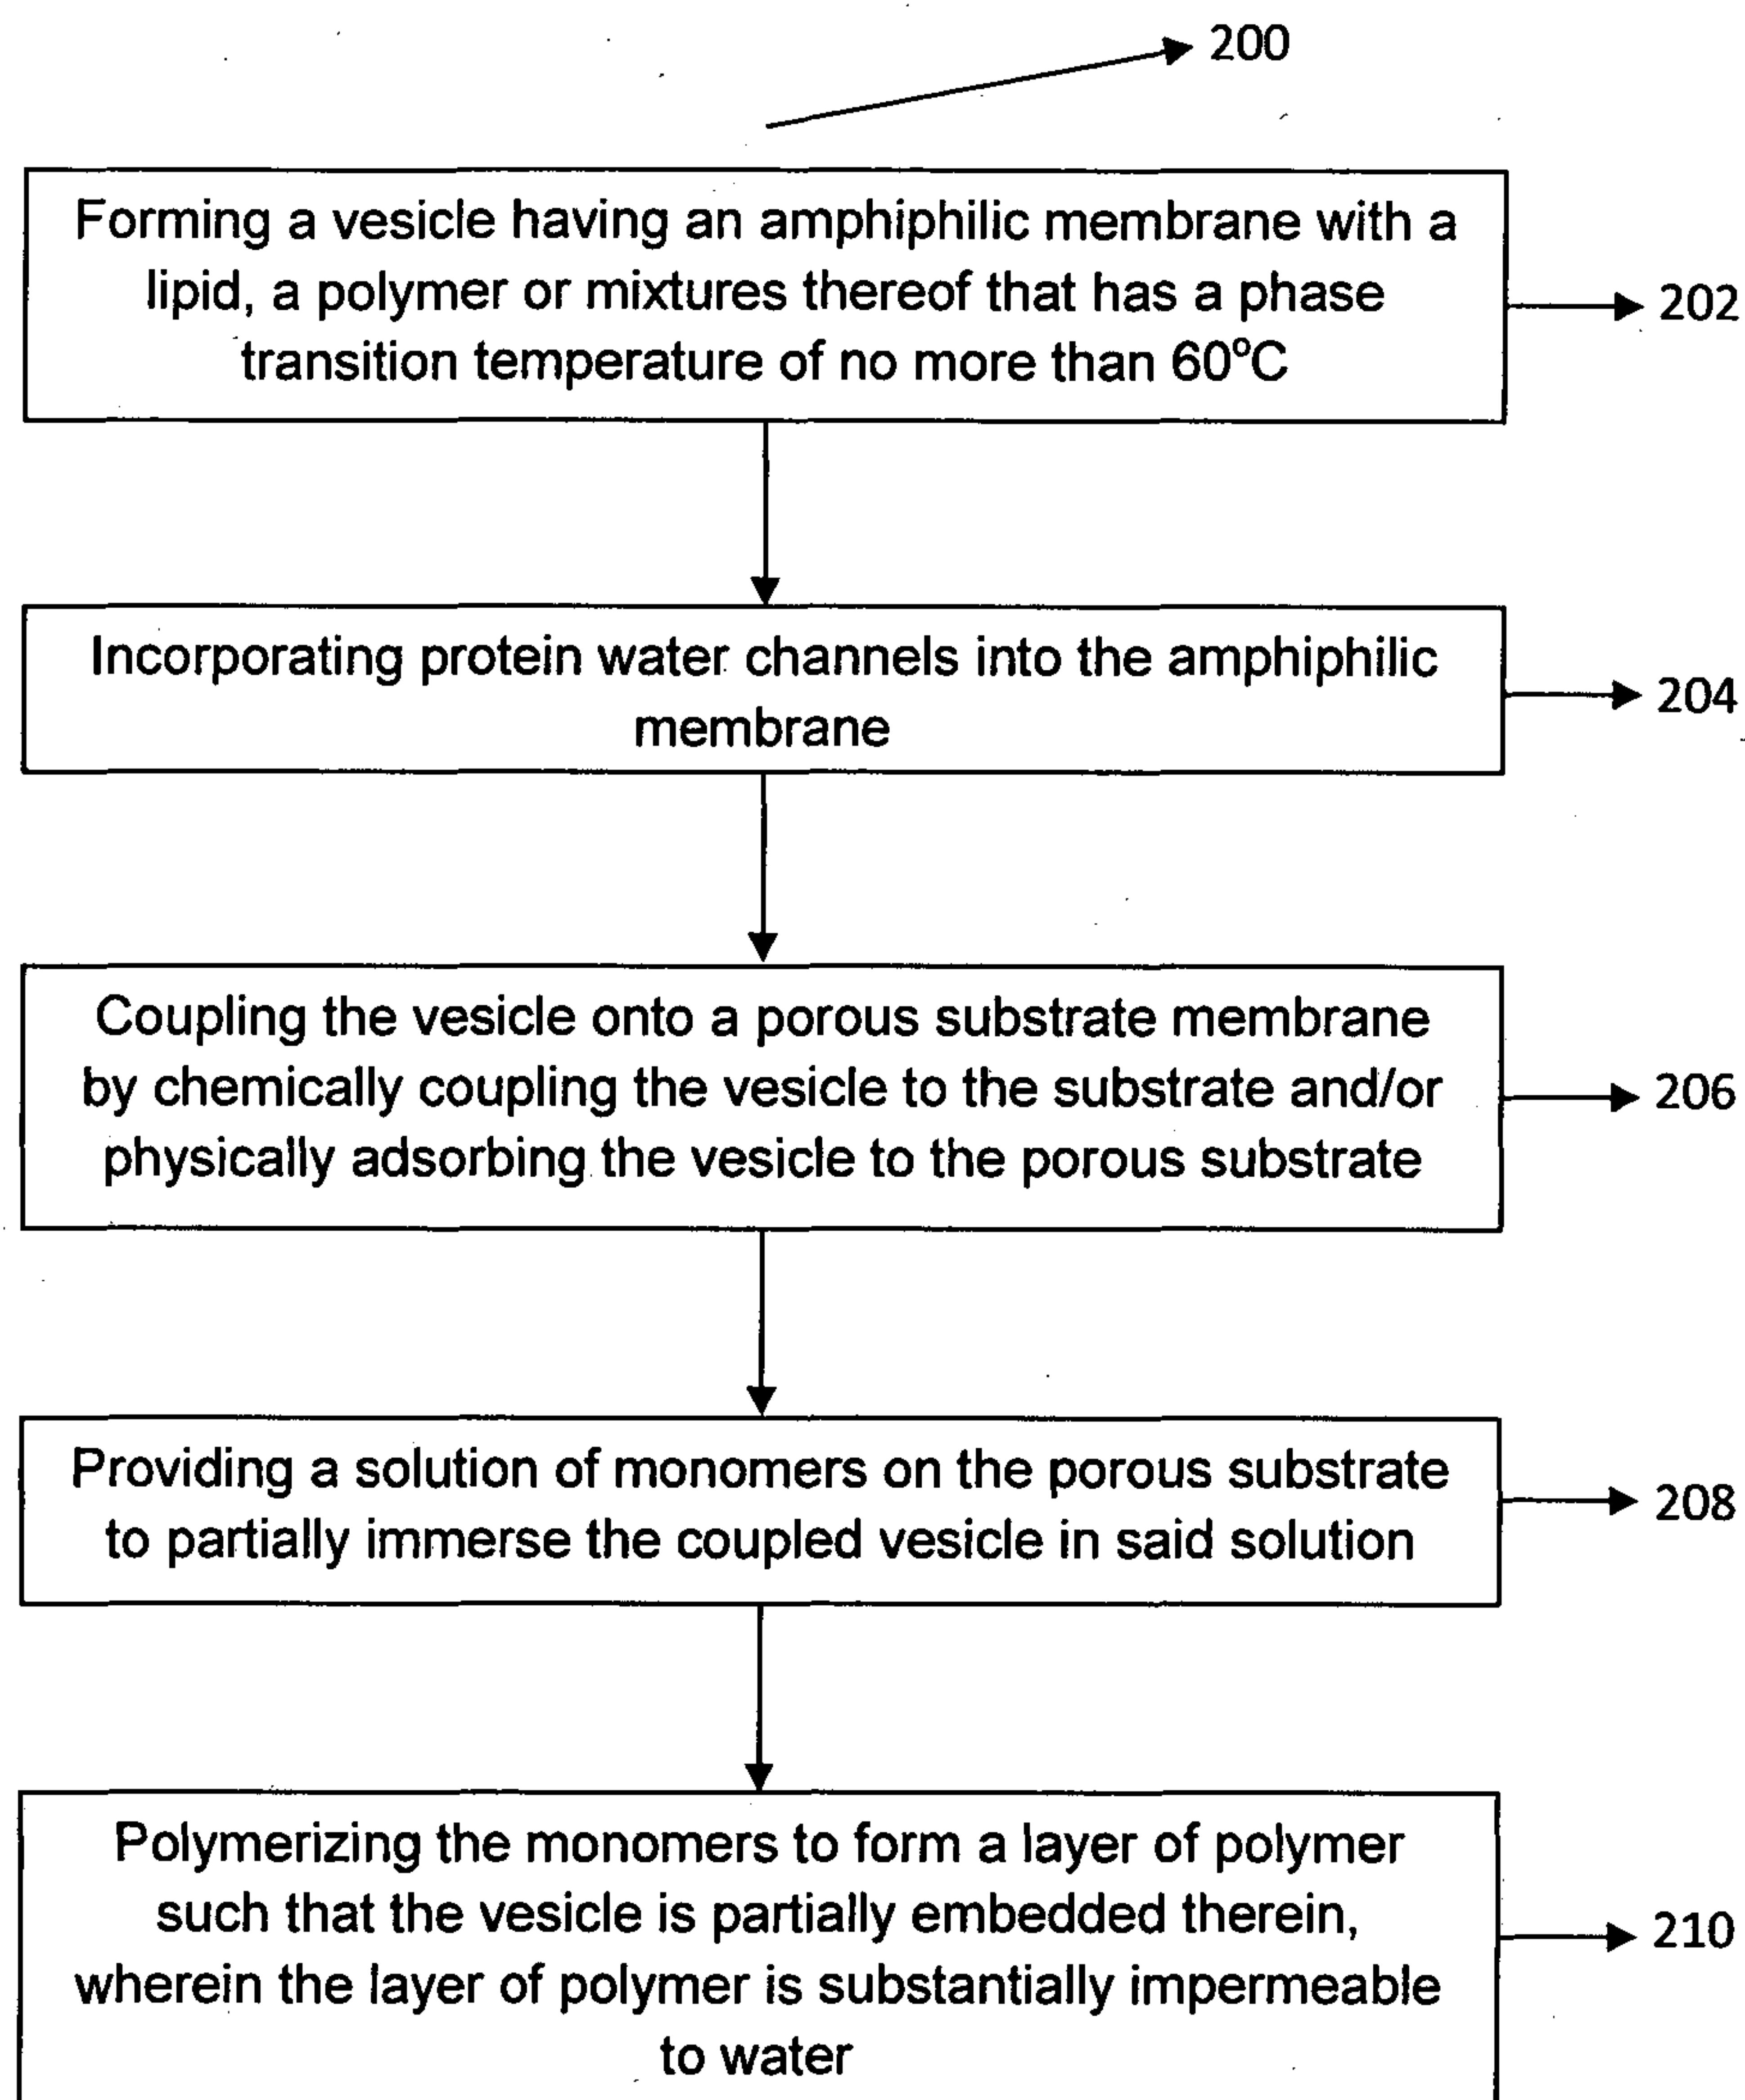 200
Forming a vesicle having an amphiphilic membrane with a
lipid, a polymer or mixtures thereof that has a phase
transition temperature of no more than 60°C
202
Incorporating protein water channels into the amphiphilic
membrane
204
Coupling the vesicle onto a porous substrate membrane
by chemically coupling the vesicle to the substrate and/or
physically adsorbing the vesicle to the porous substrate
206
Providing a solution of monomers on the porous substrate
to partially immerse the coupled vesicle in said solution
208
Polymerizing the monomers to form a layer of polymer
such that the vesicle is partially embedded therein,
wherein the layer of polymer is substantially impermeable
to water
210